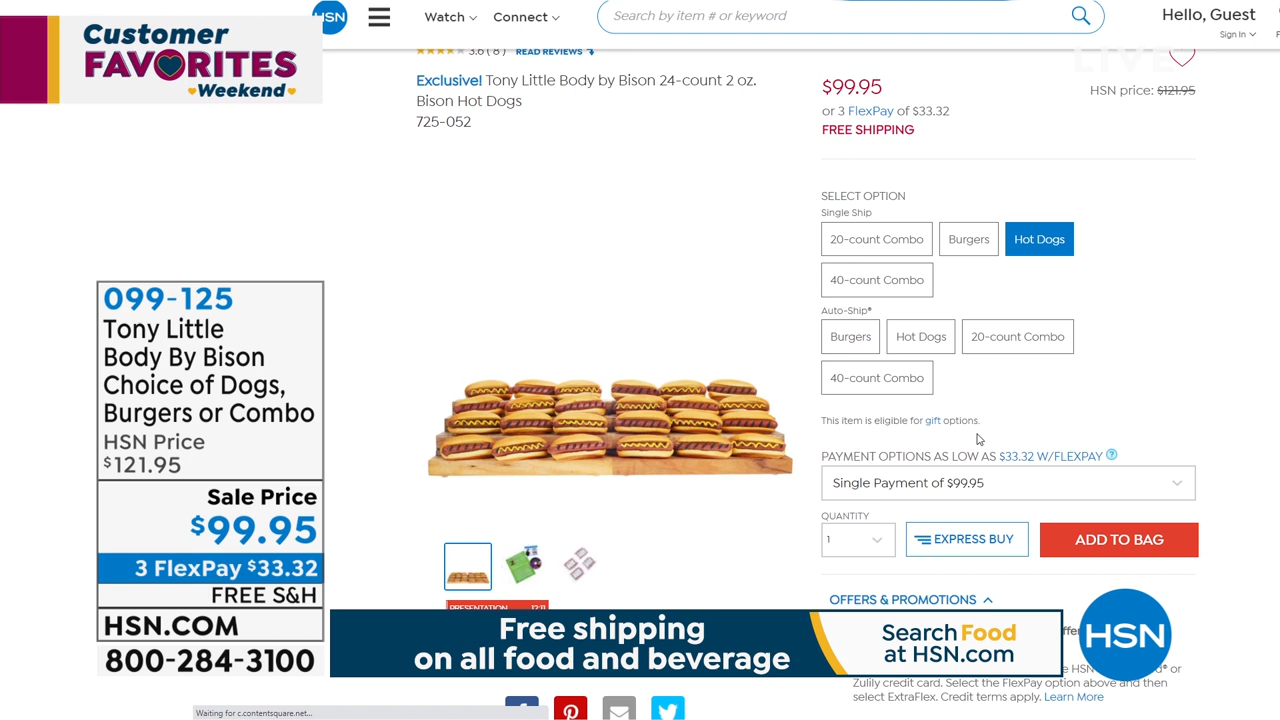 Customer
FAVORITES
Weekend
HSN
Watch
Connect
Search by item # or keyword
Hello, Guest
Sign In
3.6 ( 8 ) READ REVIEWS
Exclusive! Tony Little Body by Bison 24-count 2 oz.
Bison Hot Dogs
725-052
LIVE
$99.95
HSN price: $121.95
or 3 FlexPay of $33.32
FREE SHIPPING
SELECT OPTION
Single Ship
20-count Combo
Burgers
Hot Dogs
40-count Combo
Auto-Ship®
Burgers
Hot Dogs
20-count Combo
40-count Combo
This item is eligible for gift options.
PAYMENT OPTIONS AS LOW AS $33.32 W/FLEXPAY ?
Single Payment of $99.95
QUANTITY
1
EXPRESS BUY
ADD TO BAG
OFFERS & PROMOTIONS
099-125
Tony Little
Body By Bison
Choice of Dogs,
Burgers or Combo
HSN Price
$121.95
Sale Price
$99.95
3 FlexPay $33.32
FREE S&H
HSN.COM
800-284-3100
PRESENTATION 12:11
Free shipping
on all food and beverage
Search Food
at HSN.com
HSN
Zulily credit card. Select the FlexPay option above and then
select ExtraFlex. Credit terms apply. Learn More
Waiting for c.contentsquare.net...